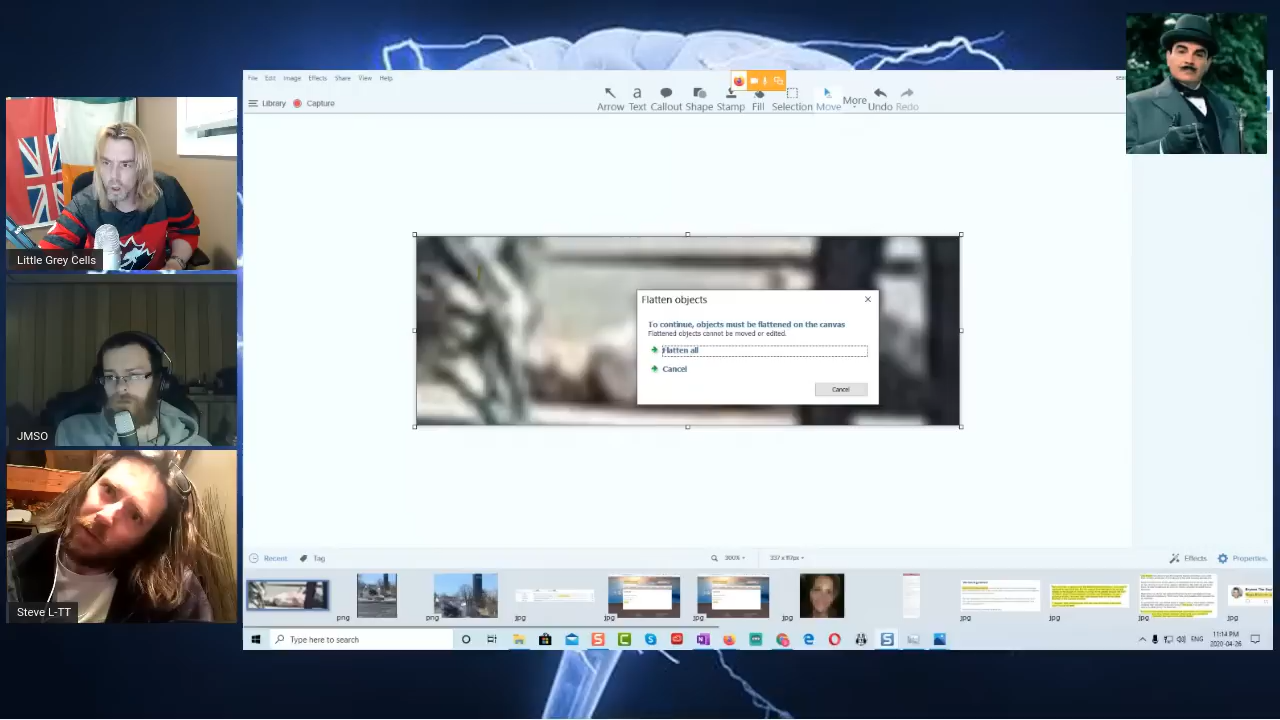 File Edit Image Effects Share View Help
Library Capture
Arrow Text Callout Shape Stamp Fill Selection Move More Undo Redo
Little Grey Cells
JMSO
Steve L-TT
Flatten objects
To continue, objects must be flattened on the canvas
Flattened objects cannot be moved or edited.
Flatten all
Cancel
Cancel
Recent Tag
300%
Effects Properties
png png jpg jpg jpg jpg jpg jpg jpg
Type here to search
ENG
11:14 PM
2020-04-26